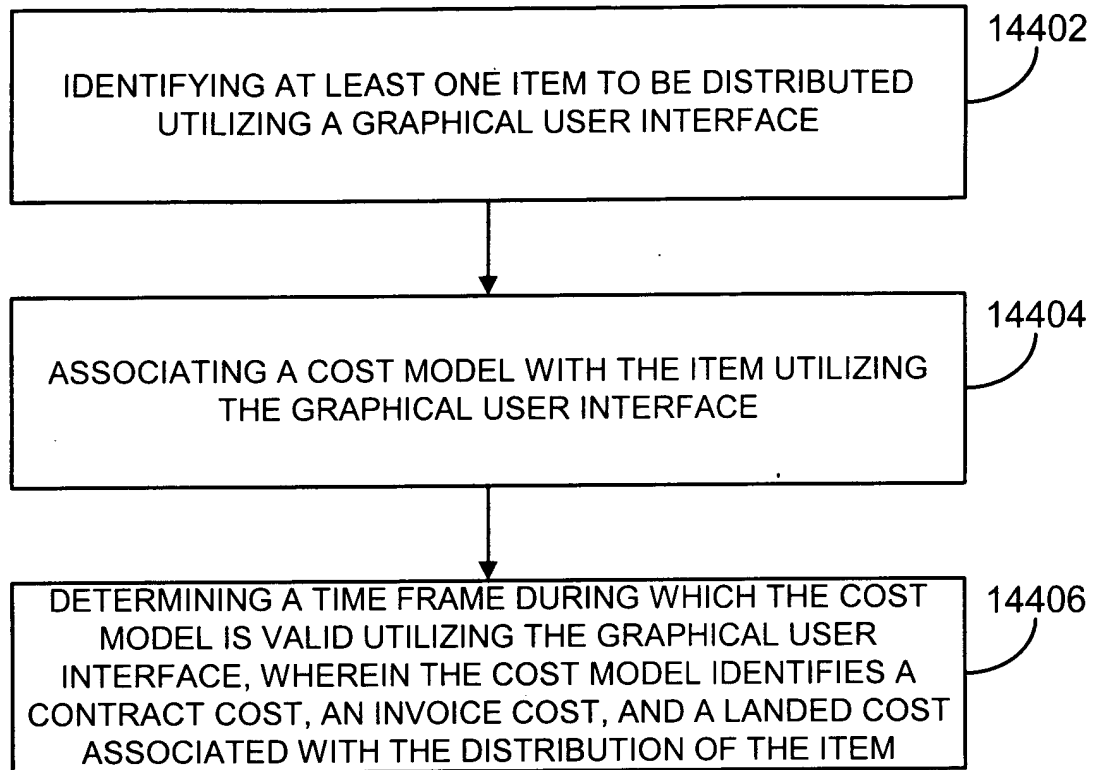 14402
IDENTIFYING AT LEAST ONE ITEM TO BE DISTRIBUTED
UTILIZING A GRAPHICAL USER INTERFACE
14404
ASSOCIATING A COST MODEL WITH THE ITEM UTILIZING
THE GRAPHICAL USER INTERFACE
14406
DETERMINING A TIME FRAME DURING WHICH THE COST
MODEL IS VALID UTILIZING THE GRAPHICAL USER
INTERFACE, WHEREIN THE COST MODEL IDENTIFIES A
CONTRACT COST, AN INVOICE COST, AND A LANDED COST
ASSOCIATED WITH THE DISTRIBUTION OF THE ITEM